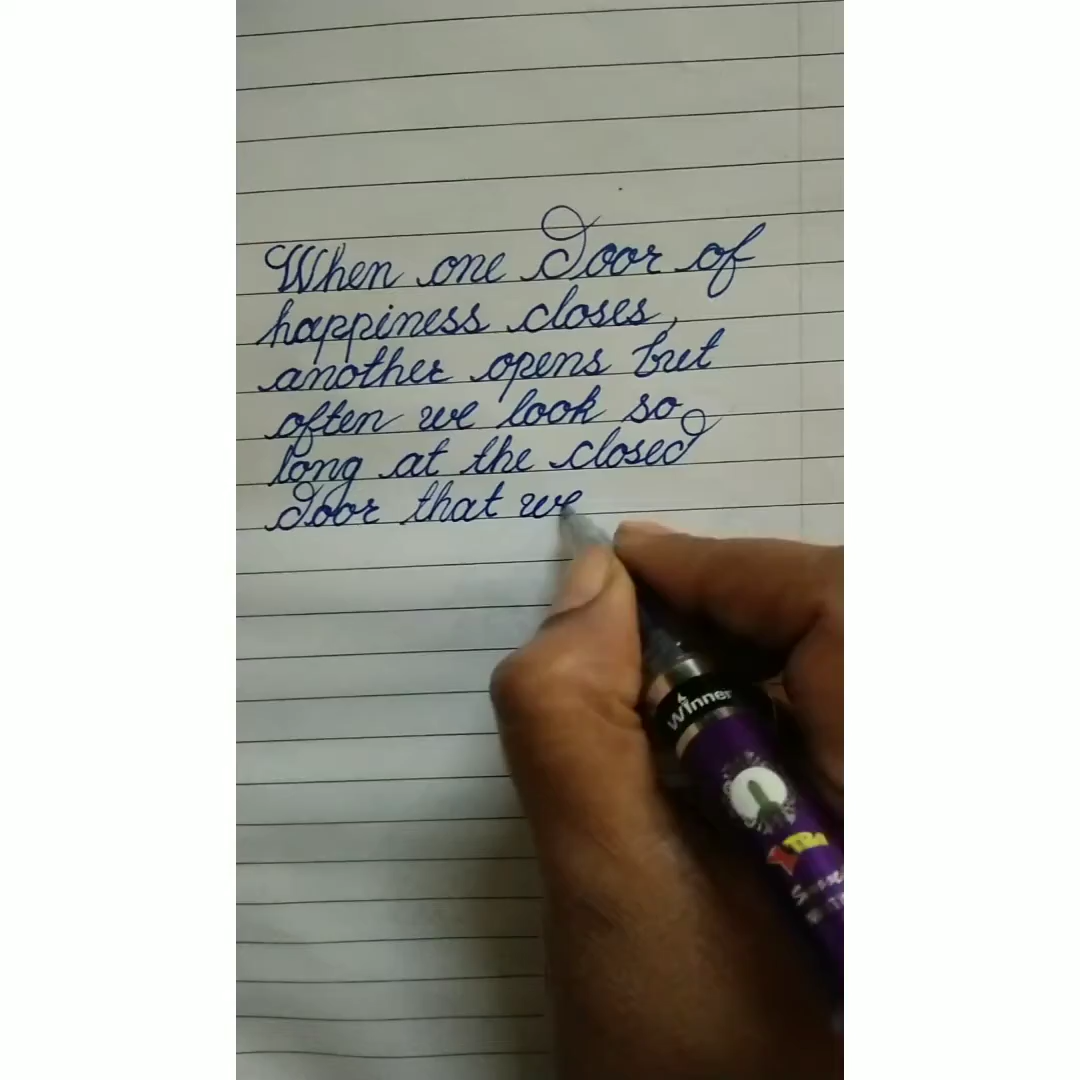 When one Door of
happiness closes,
another opens but
often we look so
long at the closed
Door that we
Winner
XTRA